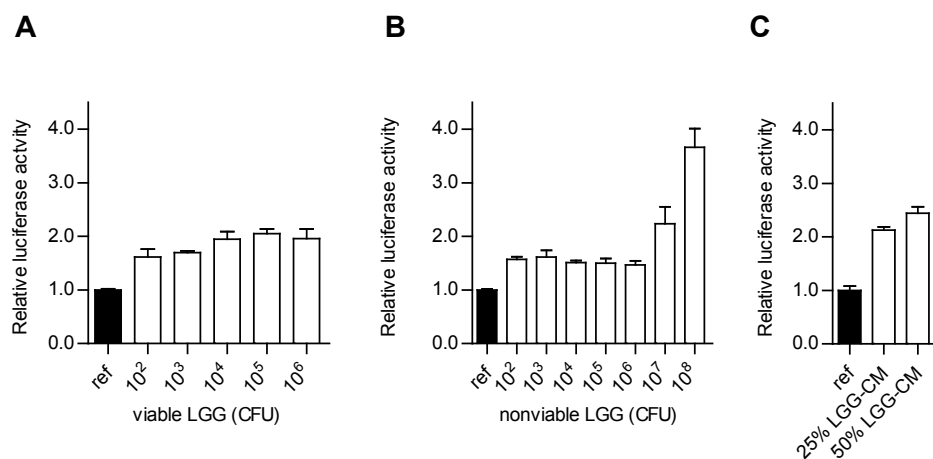 A
Relative luciferase actvity
4.0
3.0
2.0
1.0
0.0
ref
10²
10³
10⁴
10⁵
10⁶
viable LGG (CFU)
B
Relative luciferase actvity
4.0
3.0
2.0
1.0
0.0
ref
10²
10³
10⁴
10⁵
10⁶
10⁷
10⁸
nonviable LGG (CFU)
C
Relative luciferase actvity
4.0
3.0
2.0
1.0
0.0
ref
25% LGG-CM
50% LGG-CM